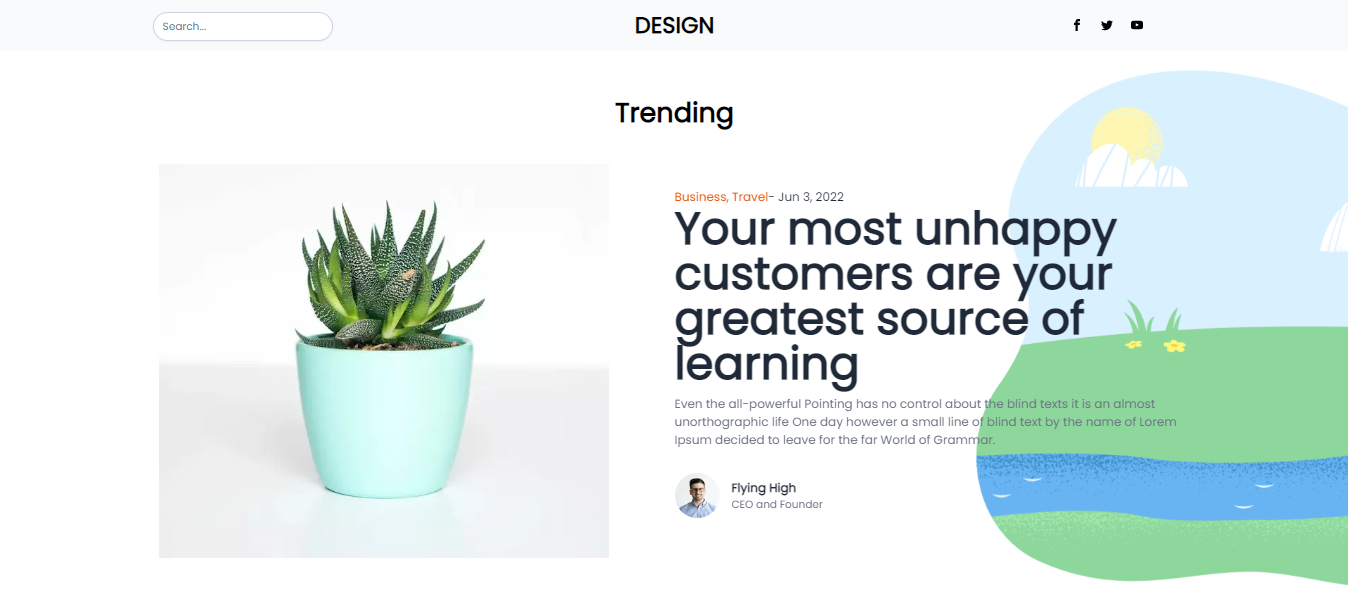 Search...
DESIGN
Trending
Business, Travel- Jun 3, 2022
Your most unhappy
customers are your
greatest source of
learning
Even the all-powerful Pointing has no control about the blind texts it is an almost
unorthographic life One day however a small line of blind text by the name of Lorem
Ipsum decided to leave for the far World of Grammar.
Flying High
CEO and Founder